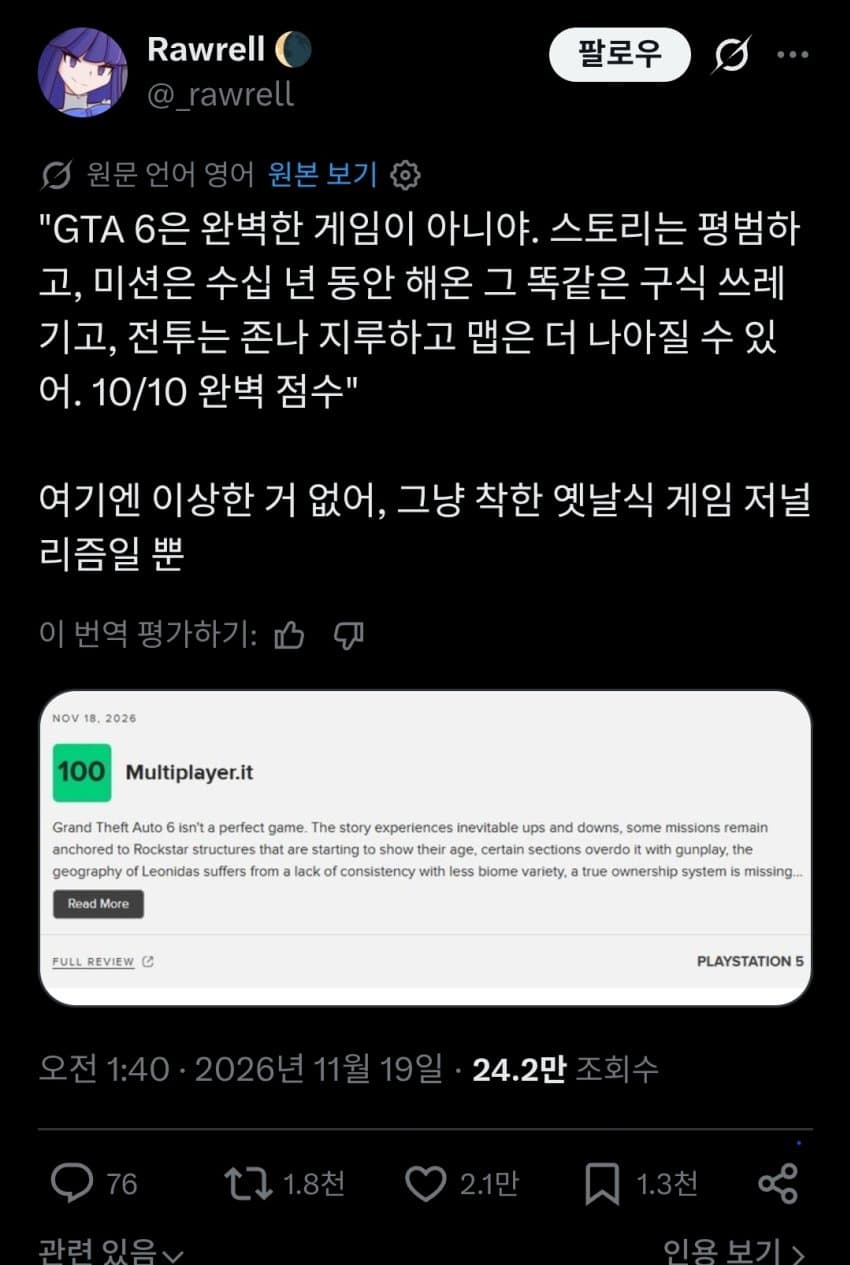 Rawrell
@_rawrell
팔로우
원문 언어 영어 원본 보기
"GTA 6은 완벽한 게임이 아니야. 스토리는 평범하
고, 미션은 수십 년 동안 해온 그 똑같은 구식 쓰레
기고, 전투는 존나 지루하고 맵은 더 나아질 수 있
어. 10/10 완벽 점수"
여기엔 이상한 거 없어, 그냥 착한 옛날식 게임 저널
리즘일 뿐
이 번역 평가하기:
NOV 18, 2026
100 Multiplayer.it
Grand Theft Auto 6 isn't a perfect game. The story experiences inevitable ups and downs, some missions remain
anchored to Rockstar structures that are starting to show their age, certain sections overdo it with gunplay, the
geography of Leonidas suffers from a lack of consistency with less biome variety, a true ownership system is missing...
Read More
FULL REVIEW
PLAYSTATION 5
오전 1:40 · 2026년 11월 19일 · 24.2만 조회수
76 1.8천 2.1만 1.3천
관련 있음
인용 보기